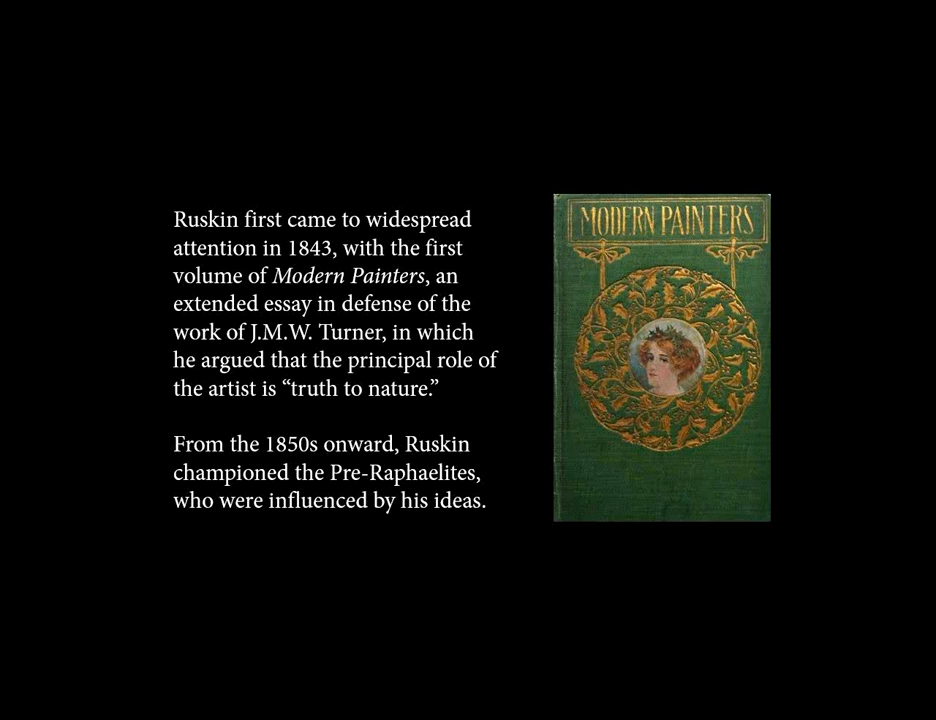 Ruskin first came to widespread
attention in 1843, with the first
volume of Modern Painters, an
extended essay in defense of the
work of J.M.W. Turner, in which
he argued that the principal role of
the artist is “truth to nature.”
From the 1850s onward, Ruskin
championed the Pre-Raphaelites,
who were influenced by his ideas.
MODERN PAINTERS